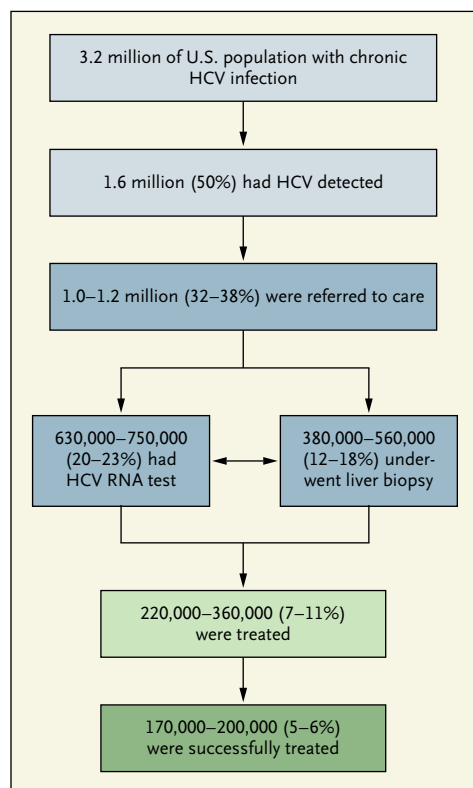 3.2 million of U.S. population with chronic
HCV infection
1.6 million (50%) had HCV detected
1.0–1.2 million (32–38%) were referred to care
630,000–750,000
(20–23%) had
HCV RNA test
380,000–560,000
(12–18%) under-
went liver biopsy
220,000–360,000 (7–11%)
were treated
170,000–200,000 (5–6%)
were successfully treated